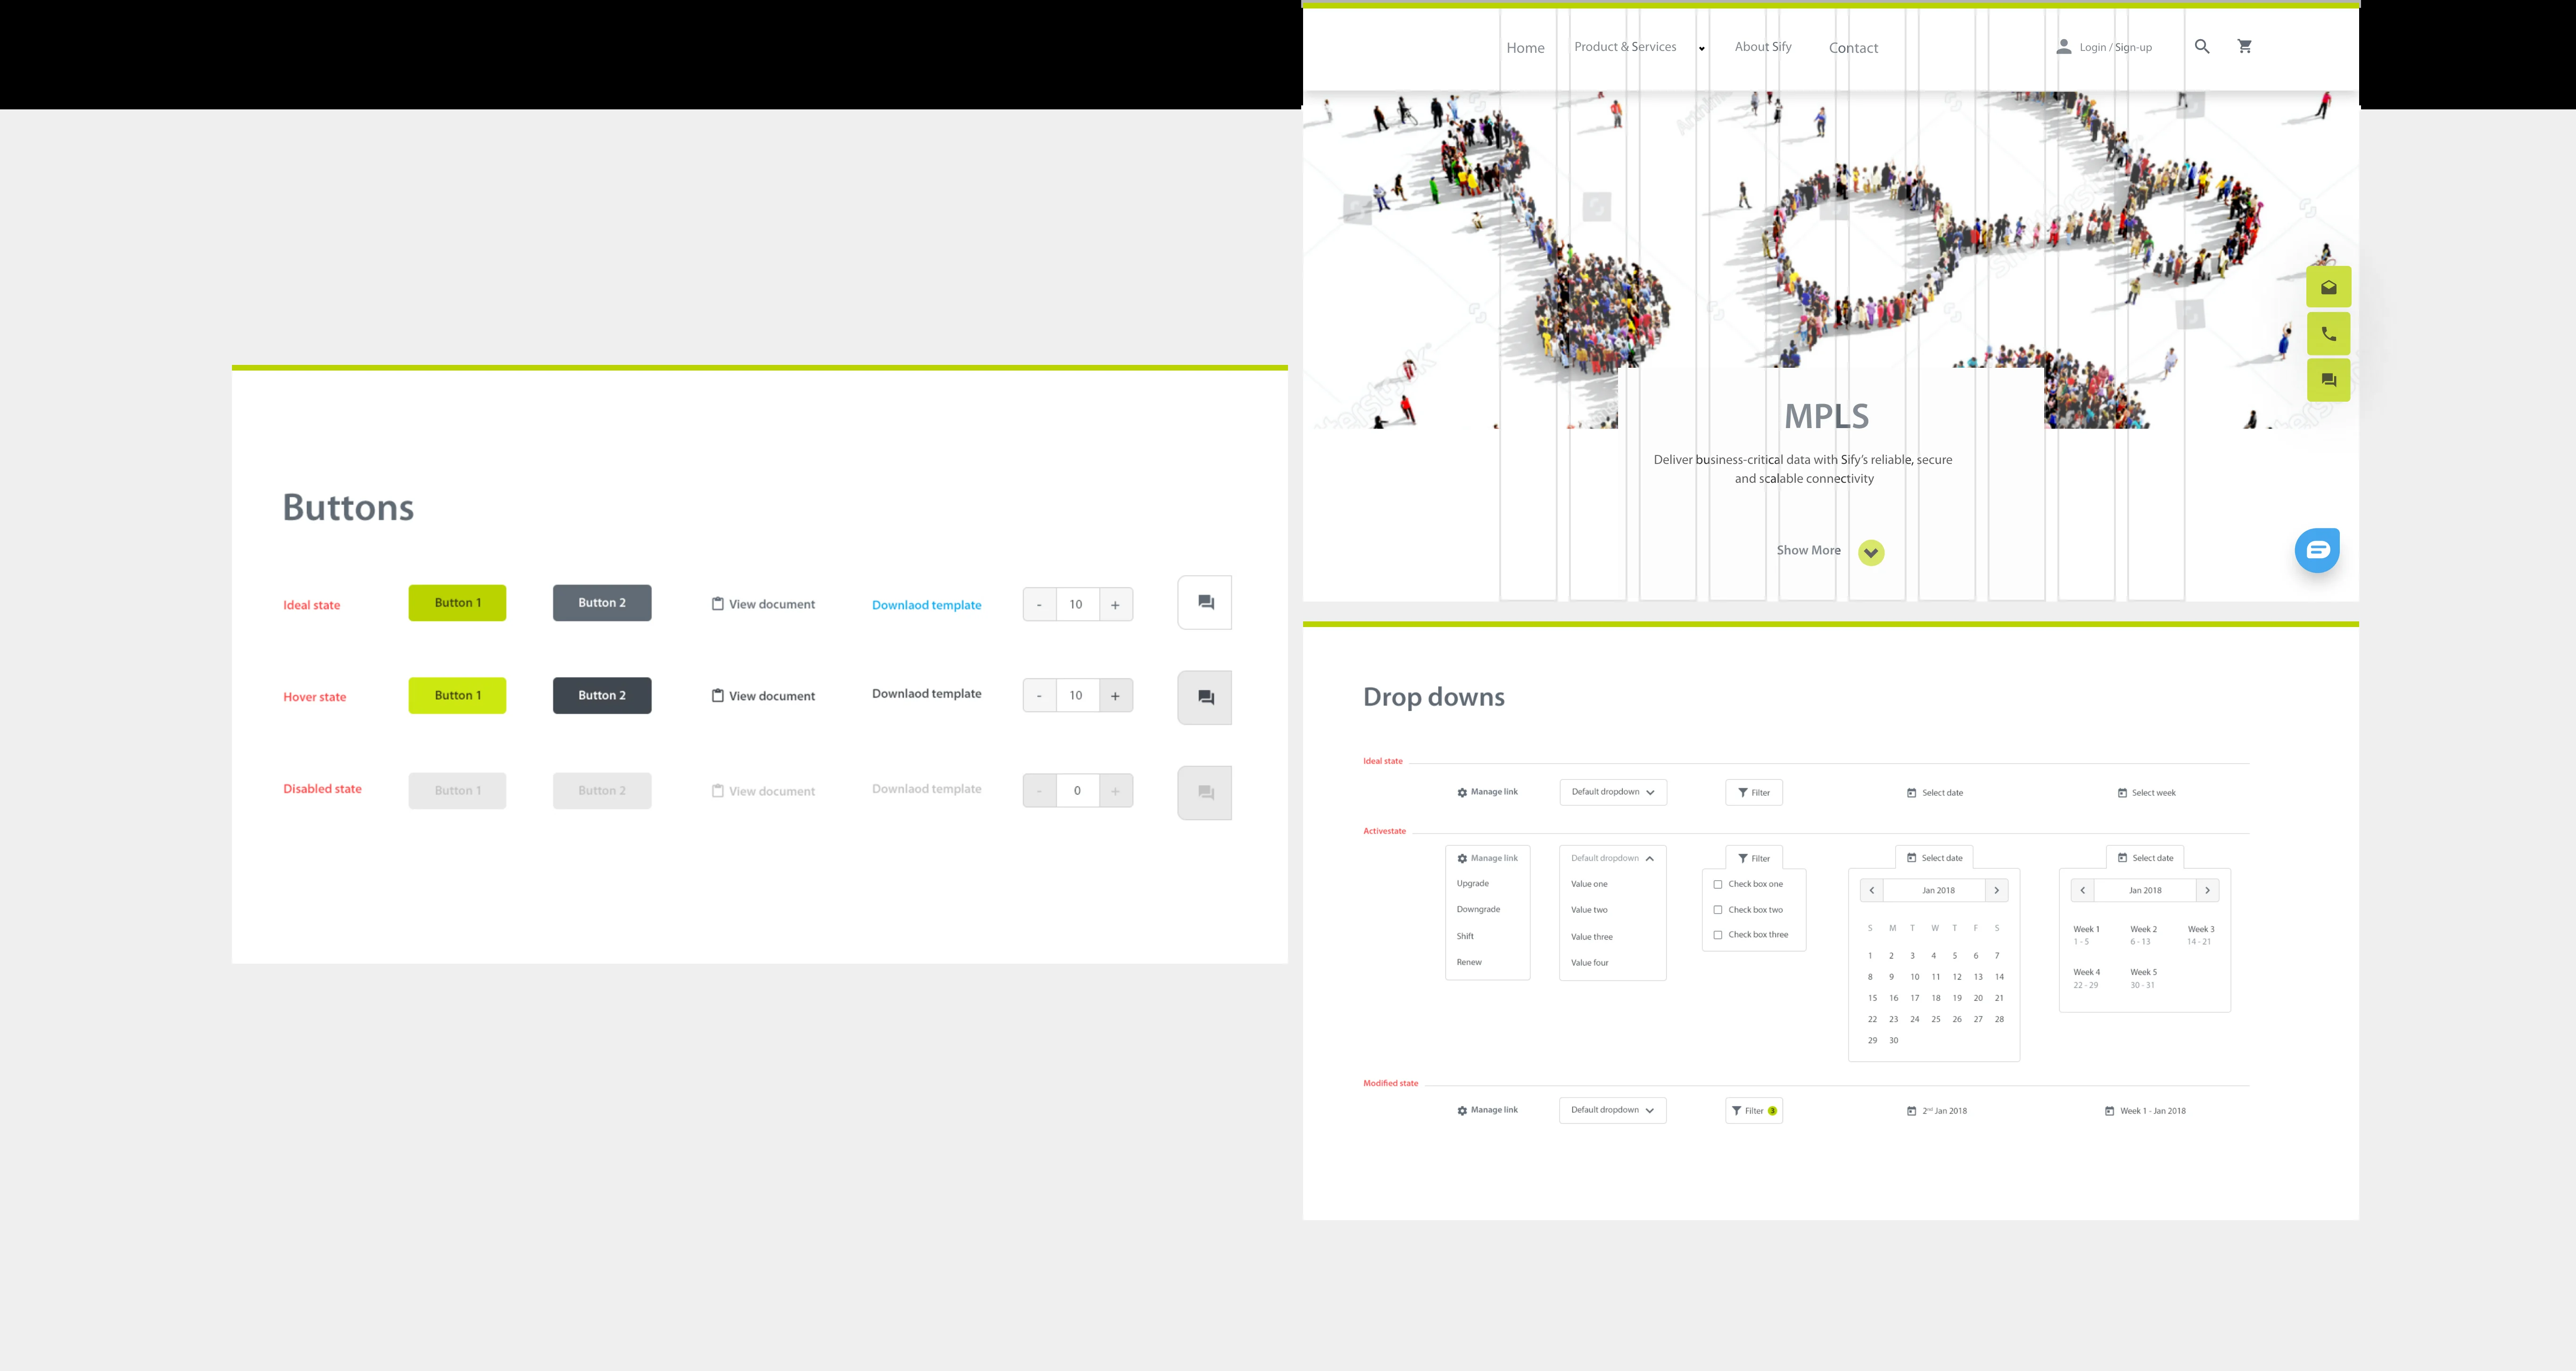 Home
Product & Services
About Sify
Contact
Login / Sign-up
MPLS
Deliver business-critical data with Sify's reliable, secure
and scalable connectivity
Show More
Buttons
Ideal state
Button 1
Button 2
View document
Downlaod template
- 10 +
Hover state
Button 1
Button 2
View document
Downlaod template
- 10 +
Disabled state
Button 1
Button 2
View document
Downlaod template
- 0 +
Drop downs
Ideal state
Manage link
Default dropdown
Filter
Select date
Select week
Activestate
Manage link
Upgrade
Downgrade
Shift
Renew
Default dropdown
Value one
Value two
Value three
Value four
Filter
Check box one
Check box two
Check box three
Select date
Jan 2018
S M T W T F S
1 2 3 4 5 6 7
8 9 10 11 12 13 14
15 16 17 18 19 20 21
22 23 24 25 26 27 28
29 30
Select date
Jan 2018
Week 1 Week 2 Week 3
1 - 5 6 - 13 14 - 21
Week 4 Week 5
22 - 29 30 - 31
Modified state
Manage link
Default dropdown
Filter 3
2nd Jan 2018
Week 1 - Jan 2018